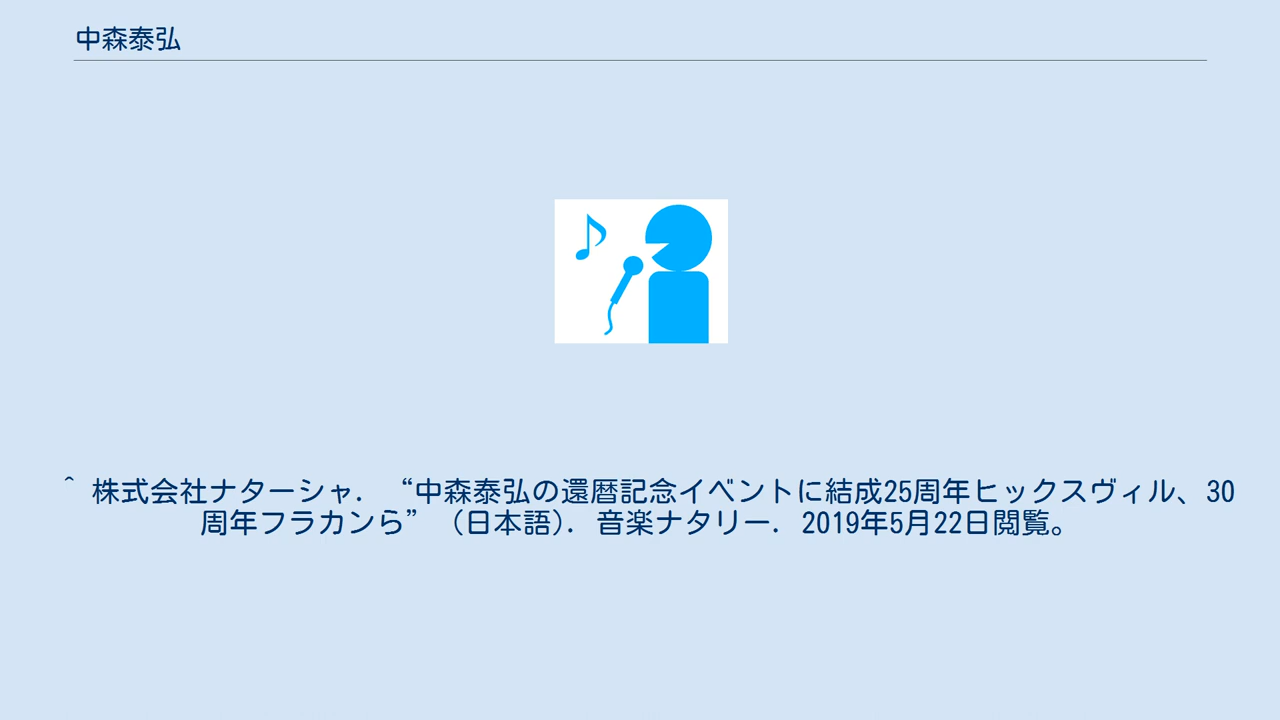 中森泰弘
^ 株式会社ナターシャ. “中森泰弘の還暦記念イベントに結成25周年ヒックスヴィル、30
周年フラカンら” (日本語). 音楽ナタリー. 2019年5月22日閲覧。